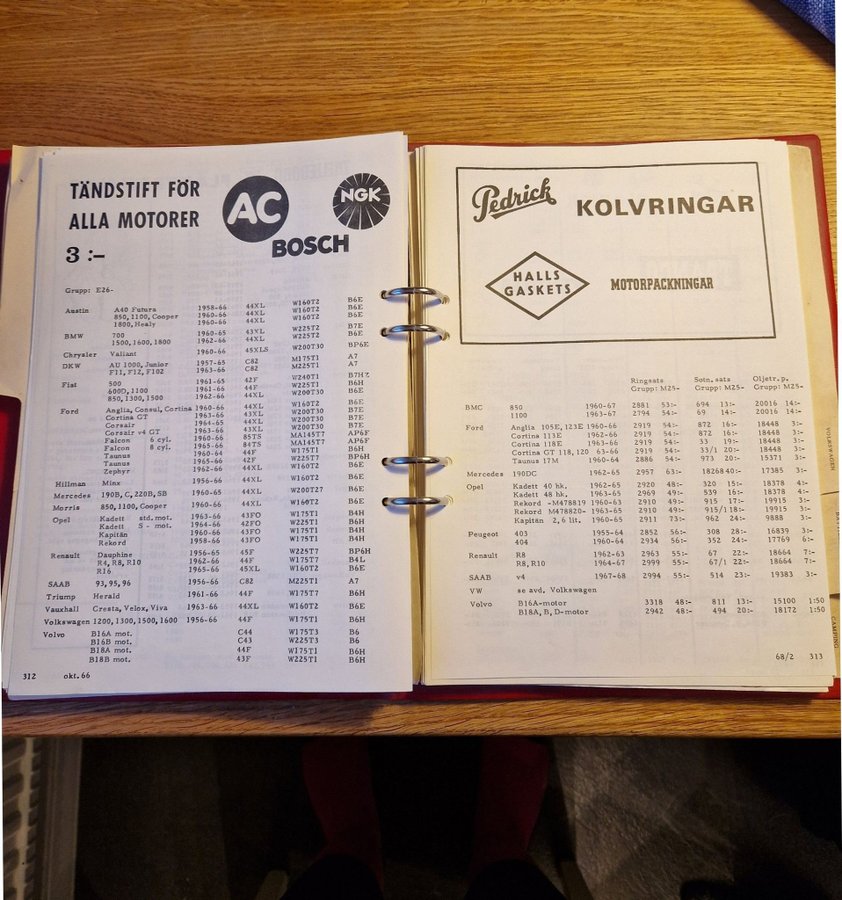 TÄNDSTIFT FÖR
ALLA MOTORER
3 :-
AC
BOSCH
NGK
Grupp: E26-
Austin A40 Futura 1958-66 44XL W160T2 B6E
850, 1100, Cooper 1960-66 44XL W160T2 B6E
1800, Healy 1960-66 44XL W160T2 B6E
BMW 700 1960-65 43XL W225T2 B7E
1500, 1600, 1800 1962-66 44XL W225T2 B6E
Chrysler Valiant 1960-66 45XLS W200T30 BP6E
DKW AU 1000, Junior 1957-65 C82 M175T1 A7
F11, F12, F102 1963-66 C82 M225T1 A7
Fiat 500 1961-65 42F W240T1 B7HZ
600D, 1100 1961-66 44F W225T1 B6H
850, 1300, 1500 1962-66 44XL W200T30 B6E
Ford Anglia, Consul, Cortina 1960-66 44XL W160T2 B6E
Cortina GT 1963-66 43XL W200T30 B7E
Corsair 1964-65 44XL W200T30 B7E
Corsair v4 GT 1963-66 43XL W200T30 B7E
Falcon 6 cyl. 1960-66 85TS MA145T7 AP6F
Falcon 8 cyl. 1965-66 84TS MA145T1 AP6F
Taunus 1960-64 44F W175T1 B6H
Taunus 1965-66 42F W225T7 BP6H
Zephyr 1962-66 44XL W160T2 B6E
Hillman Minx 1956-66 44XL W160T2 B6E
Mercedes 190B, C, 220B, SB 1960-65 44XL W200T27 B6E
Morris 850, 1100, Cooper 1960-66 44XL W160T2 B6E
Opel Kadett std. mot. 1963-66 43FO W175T1 B4H
Kadett S - mot. 1964-66 42FO W225T1 B6H
Kapitän 1960-66 43FO W175T1 B4H
Rekord 1958-66 43FO W175T1 B4H
Renault Dauphine 1956-65 45F W225T7 BP6H
R4, R8, R10 1962-66 44F W175T7 B4L
R16 1965-66 45XL W160T2 B6E
SAAB 93, 95, 96 1956-66 C82 M225T1 A7
Triump Herald 1961-66 44F W175T7 B6H
Vauxhall Cresta, Velox, Viva 1963-66 44XL W160T2 B6E
Volkswagen 1200, 1300, 1500, 1600 1956-66 44F W175T1 B6H
Volvo B16A mot. C44 W175T3 B6
B16B mot. C43 W225T3 B6
B18A mot. 44F W175T1 B6H
B18B mot. 43F W225T1 B6H
312 okt. 66
Pedrick KOLVRINGAR
HALLS
GASKETS
MOTORPACKNINGAR
Ringsats Sotn. sats Oljetr. p.
Grupp: M25- Grupp: M25- Grupp: M25-
BMC 850 1960-67 2881 53:- 694 13:- 20016 14:-
1100 1963-67 2794 54:- 69 14:- 20016 14:-
Ford Anglia 105E, 123E 1960-66 2919 54:- 872 16:- 18448 3:-
Cortina 113E 1962-66 2919 54:- 872 16:- 18448 3:-
Cortina 118E 1963-66 2919 54:- 33 19:- 18448 3:-
Cortina GT 118, 120 63-66 2919 54:- 33/1 20:- 18448 3:-
Taunus 17M 1960-64 2886 54:- 973 20:- 15371 3:-
Mercedes 190DC 1962-65 2957 63:- 18268 40:- 17385 3:-
Opel Kadett 40 hk. 1962-65 2920 48:- 320 15:- 18378 4:-
Kadett 48 hk. 1963-65 2969 49:- 539 16:- 18378 4:-
Rekord -M478819 1960-63 2910 49:- 915 17:- 19915 3:-
Rekord M478820- 1963-65 2910 49:- 915/1 18:- 19915 3:-
Kapitän 2,6 lit. 1960-65 2911 73:- 962 24:- 9888 3:-
Peugeot 403 1955-64 2852 56:- 308 28:- 16839 3:-
404 1960-64 2934 56:- 352 24:- 17769 6:-
Renault R8 1962-63 2963 55:- 67 22:- 18664 7:-
R8, R10 1964-67 2999 55:- 67/1 22:- 18664 7:-
SAAB v4 1967-68 2994 55:- 514 23:- 19383 3:-
VW se avd. Volkswagen
Volvo B16A-motor 3318 48:- 811 13:- 15100 1:50
B18A, B, D-motor 2942 48:- 494 20:- 18172 1:50
68/2 313
VOLKSWAGEN
CAMPING